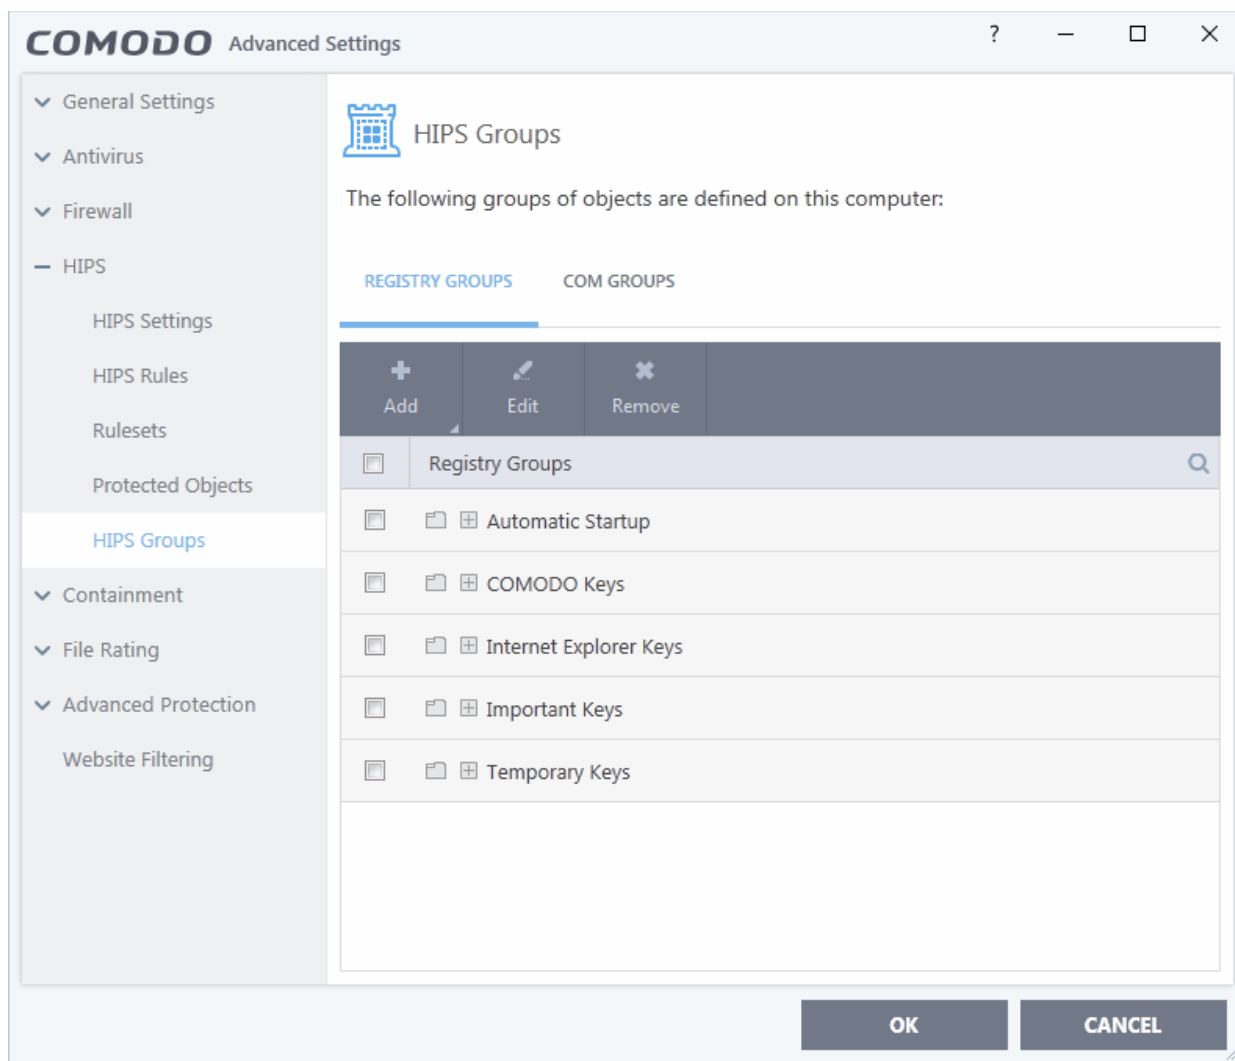 COMODO Advanced Settings ?
General Settings
Antivirus
Firewall
HIPS
HIPS Settings
HIPS Rules
Rulesets
Protected Objects
HIPS Groups
Containment
File Rating
Advanced Protection
Website Filtering
HIPS Groups
The following groups of objects are defined on this computer:
REGISTRY GROUPS COM GROUPS
Add Edit Remove
Registry Groups
Automatic Startup
COMODO Keys
Internet Explorer Keys
Important Keys
Temporary Keys
OK CANCEL